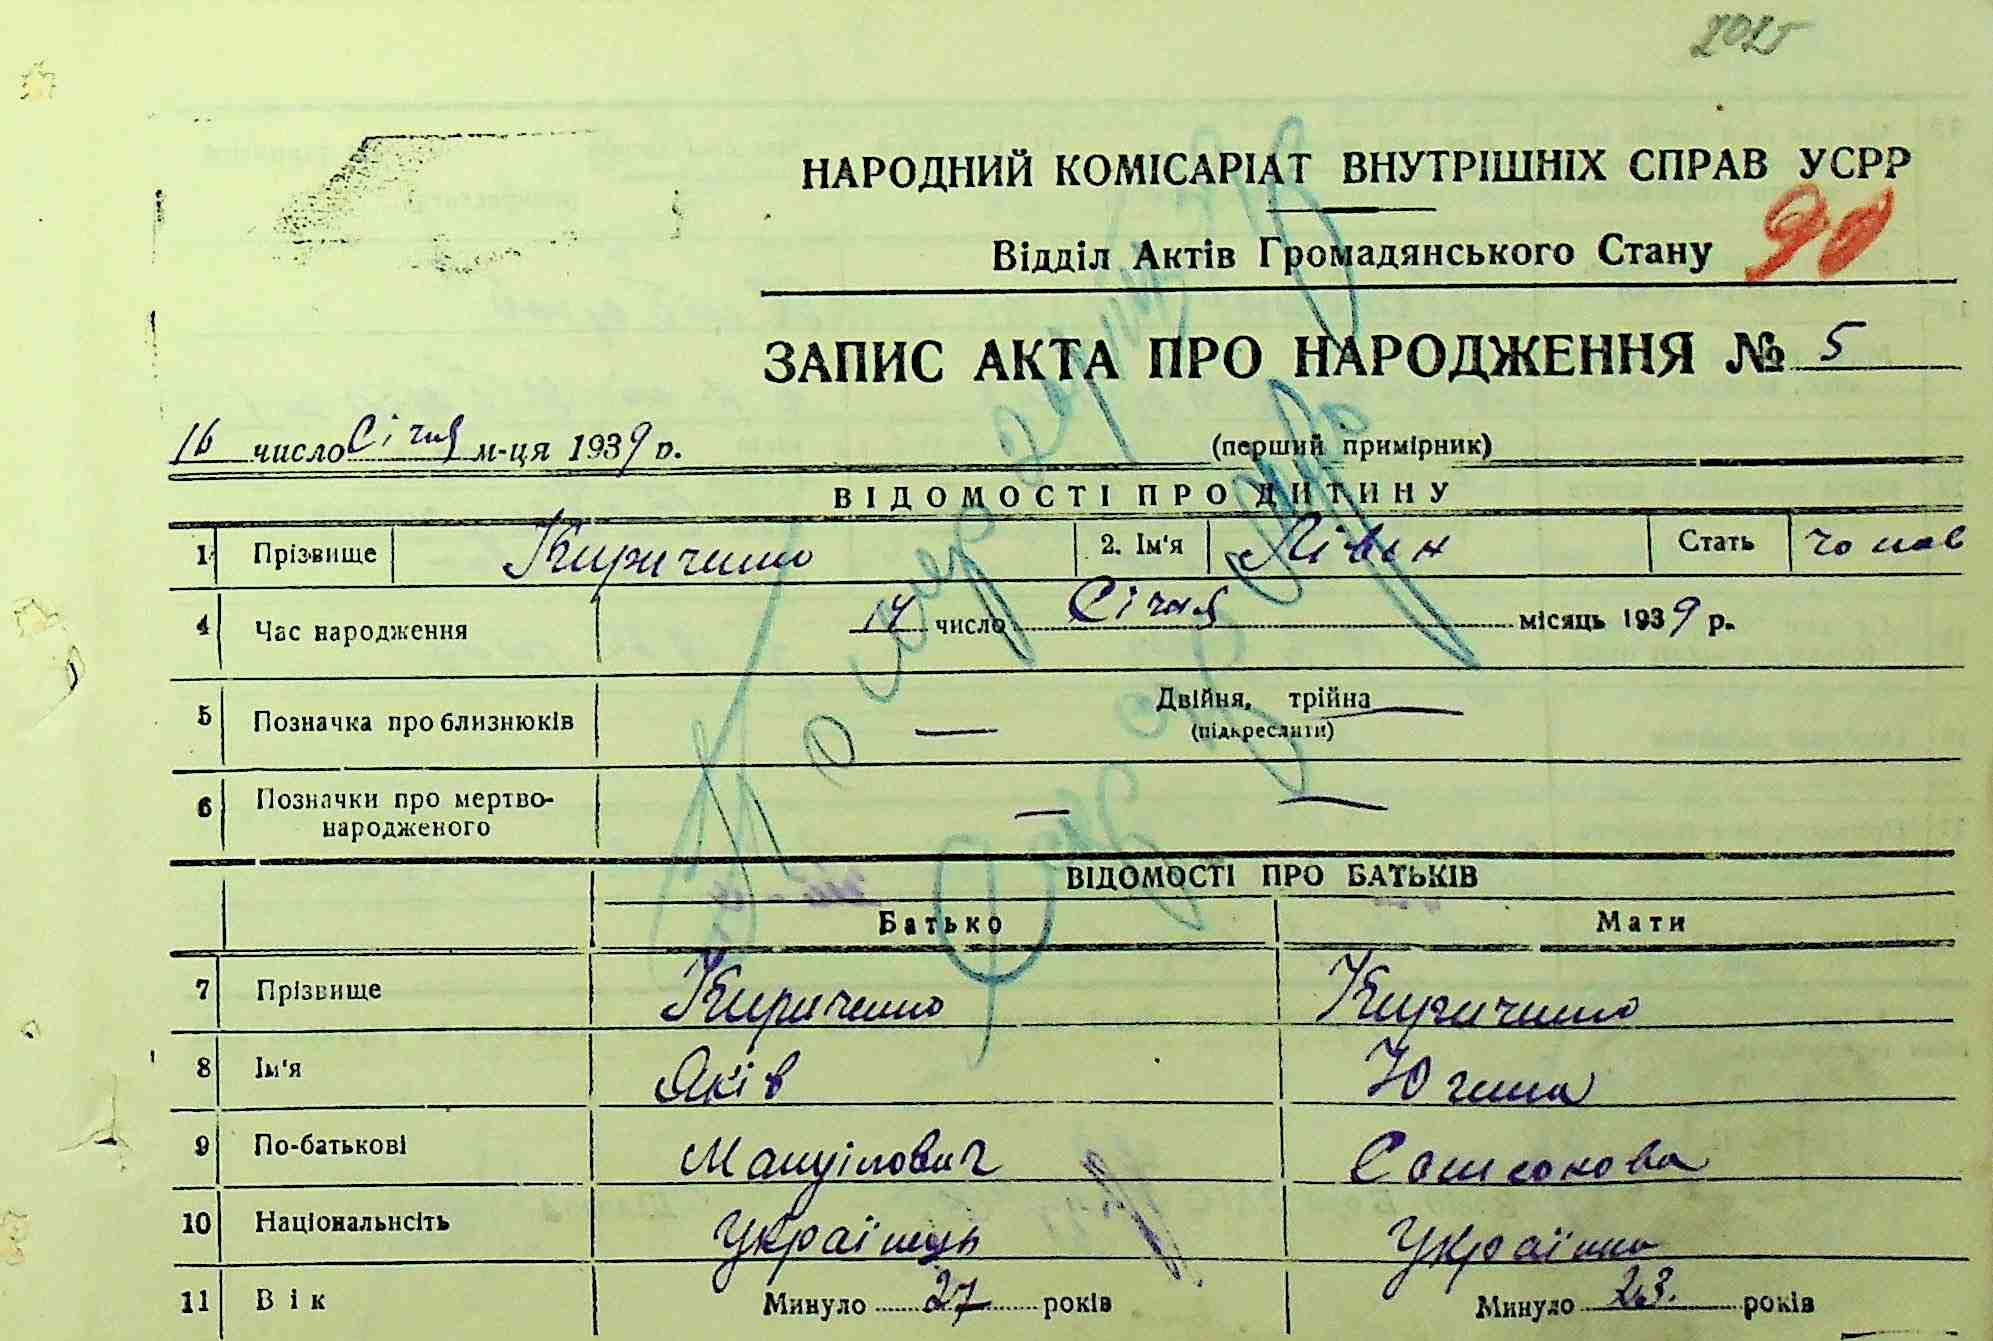 2025
НАРОДНИЙ КОМІСАРІАТ ВНУТРІШНІХ СПРАВ УСРР
Відділ Актів Громадянського Стану 90
ЗАПИС АКТА ПРО НАРОДЖЕННЯ № 5
16 число Січня м-ця 1939 р. (перший примірник)
ВІДОМОСТІ ПРО ДИТИНУ
1 Прізвище Кириченко 2. Ім'я Стать чолов
4 Час народження число Січня місяць 1939 р.
5 Позначка про близнюків — Двійня, трійна —
(підкреслити)
6 Позначки про мертво- — —
народженого
ВІДОМОСТІ ПРО БАТЬКІВ
Батько Мати
7 Прізвище Кириченко Кириченко
8 Ім'я Яків Югина
9 По-батькові Мануілович
10 Національність Українець Українка
11 Вік Минуло 27 років Минуло 23. років